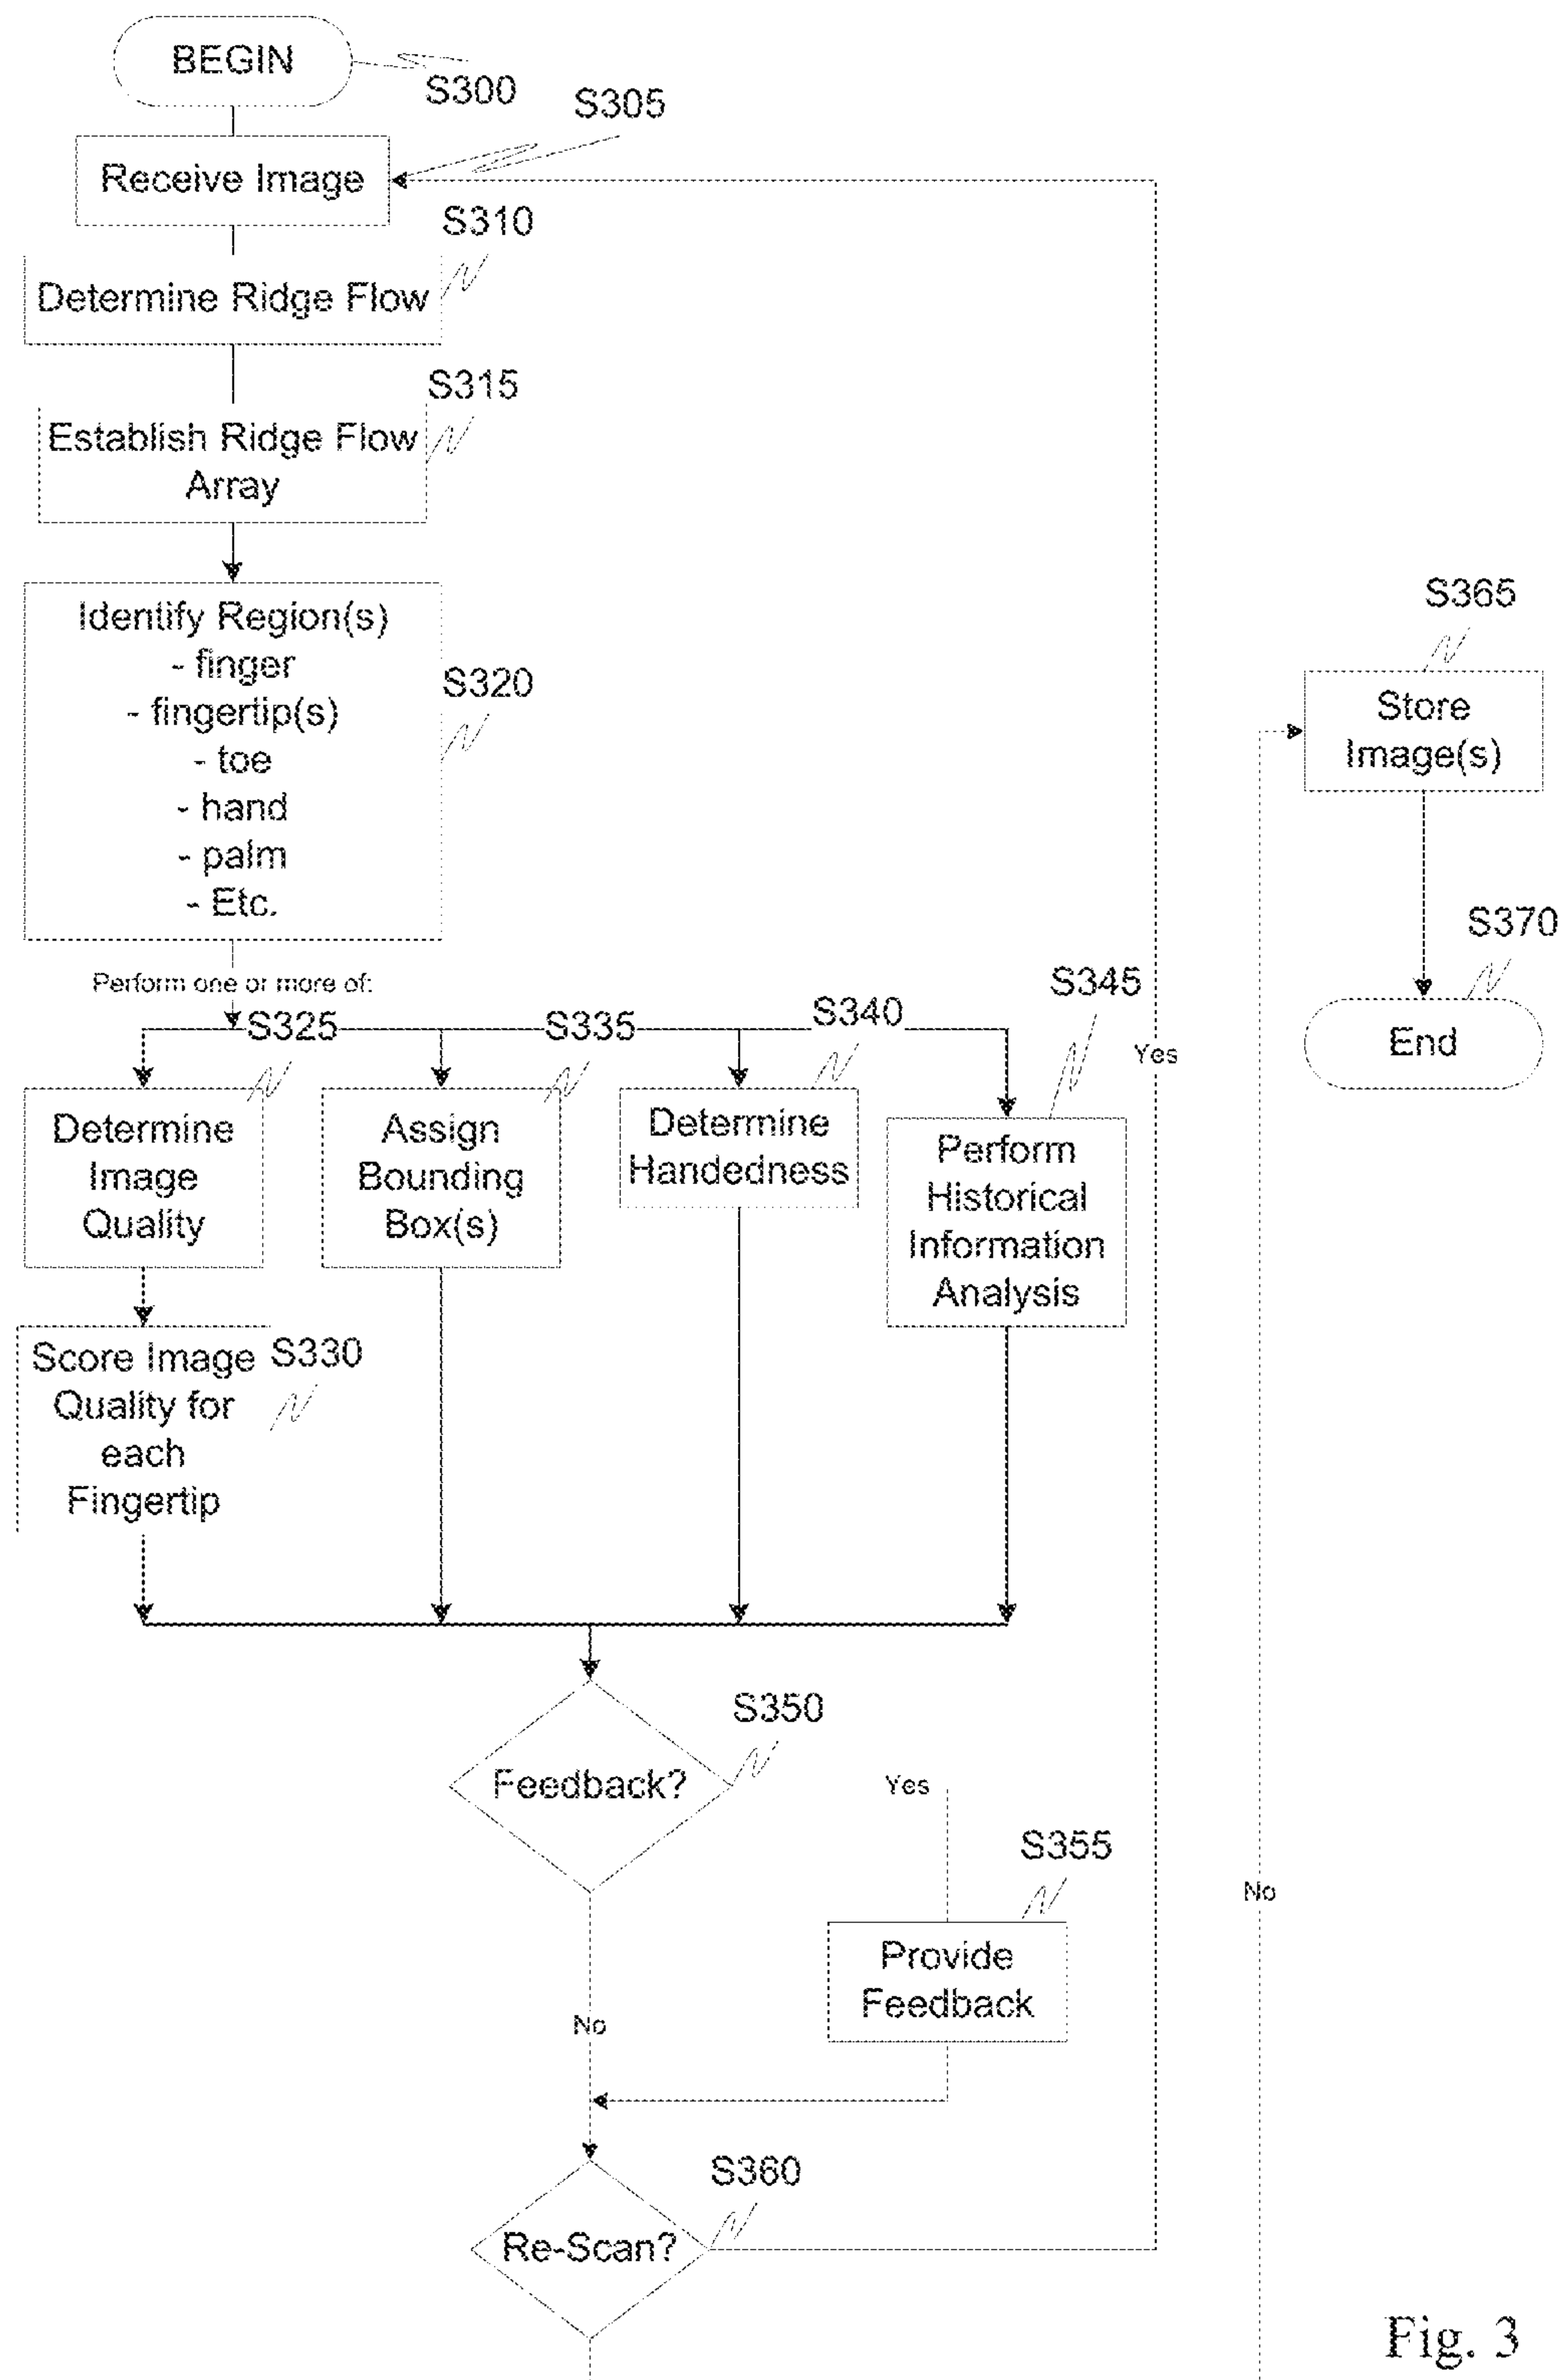 BEGIN
S300
S305
Receive Image
S310
Determine Ridge Flow
S315
Establish Ridge Flow
Array
Identify Region(s)
- finger
- fingertip(s)
- toe
- hand
- palm
- Etc.
S320
S365
Store
Image(s)
S370
End
Perform one or more of:
S325
S335
S340
S345
Yes
Determine
Image
Quality
Assign
Bounding
Box(s)
Determine
Handedness
Perform
Historical
Information
Analysis
Score Image
Quality for
each
Fingertip
S330
S350
Feedback?
Yes
S355
Provide
Feedback
No
No
S360
Re-Scan?
Fig. 3